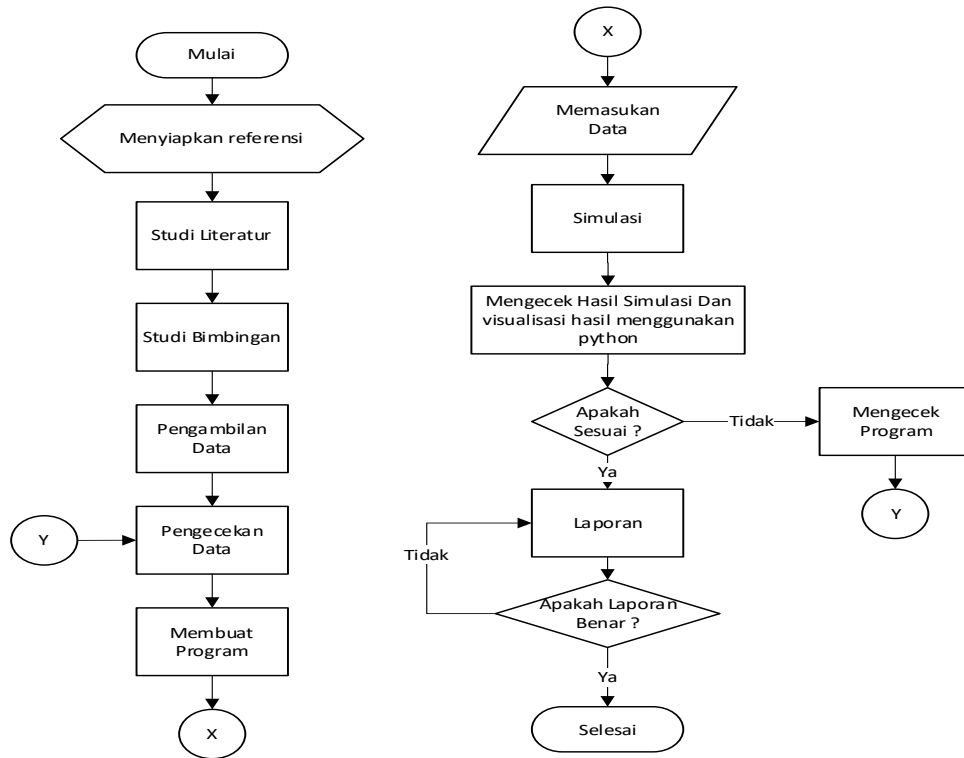 Mulai
Menyiapkan referensi
Studi Literatur
Studi Bimbingan
Pengambilan
Data
Y
Pengecekan
Data
Membuat
Program
X
X
Memasukan
Data
Simulasi
Mengecek Hasil Simulasi Dan
visualisasi hasil menggunakan
python
Apakah
Sesuai ?
Tidak
Mengecek
Program
Y
Ya
Laporan
Tidak
Apakah Laporan
Benar ?
Ya
Selesai